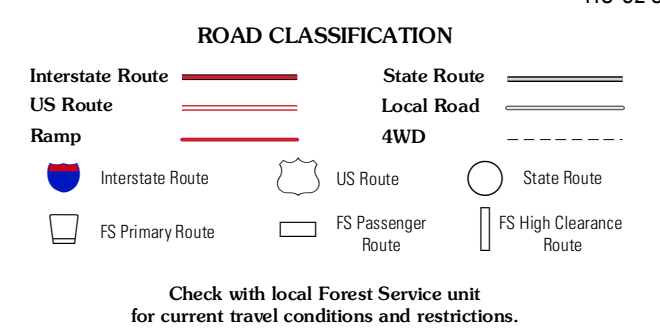 ROAD CLASSIFICATION
Interstate Route
State Route
US Route
Local Road
Ramp
4WD
Interstate Route
US Route
State Route
FS Primary Route
FS Passenger
Route
FS High Clearance
Route
Check with local Forest Service unit
for current travel conditions and restrictions.